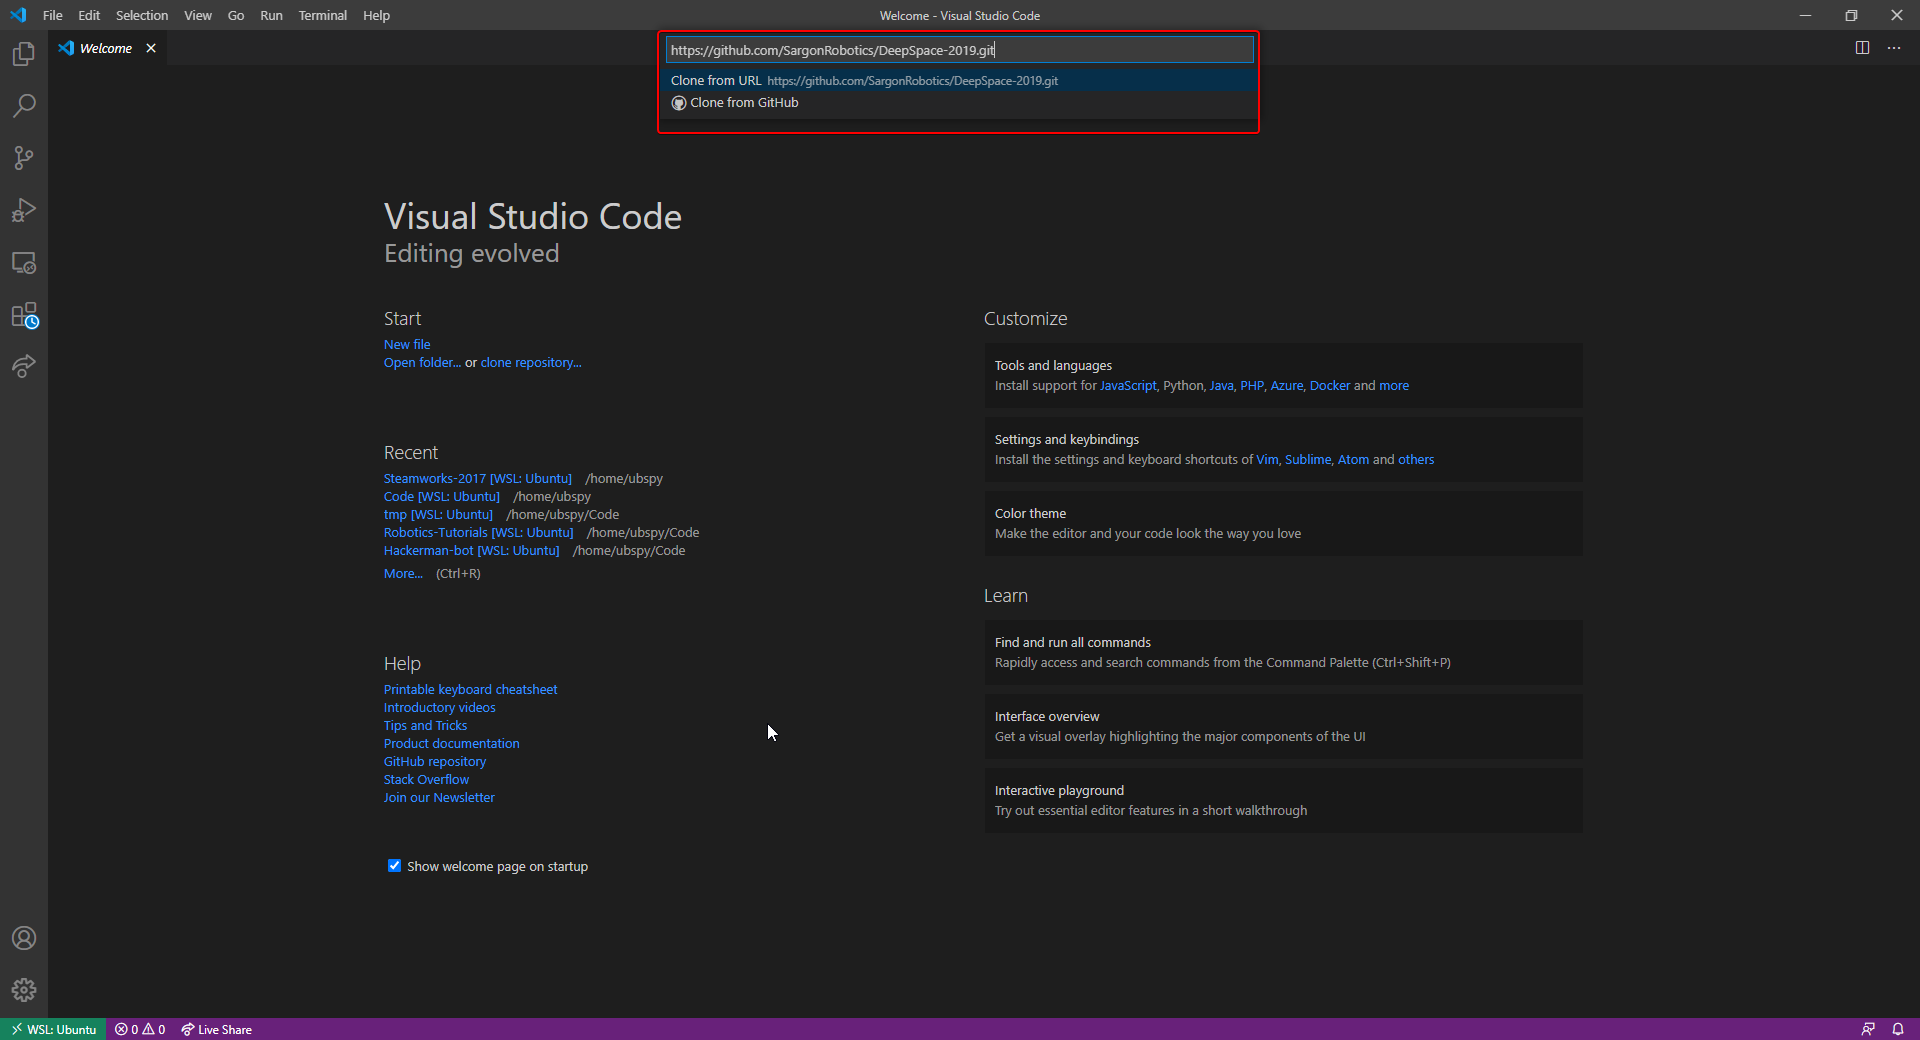 File Edit Selection View Go Run Terminal Help
Welcome - Visual Studio Code
Welcome
https://github.com/SargonRobotics/DeepSpace-2019.git
Clone from URL https://github.com/SargonRobotics/DeepSpace-2019.git
Clone from GitHub
Visual Studio Code
Editing evolved
Start
New file
Open folder... or clone repository...
Recent
Steamworks-2017 [WSL: Ubuntu] /home/ubspy
Code [WSL: Ubuntu] /home/ubspy
tmp [WSL: Ubuntu] /home/ubspy/Code
Robotics-Tutorials [WSL: Ubuntu] /home/ubspy/Code
Hackerman-bot [WSL: Ubuntu] /home/ubspy/Code
More... (Ctrl+R)
Help
Printable keyboard cheatsheet
Introductory videos
Tips and Tricks
Product documentation
GitHub repository
Stack Overflow
Join our Newsletter
Show welcome page on startup
Customize
Tools and languages
Install support for JavaScript, Python, Java, PHP, Azure, Docker and more
Settings and keybindings
Install the settings and keyboard shortcuts of Vim, Sublime, Atom and others
Color theme
Make the editor and your code look the way you love
Learn
Find and run all commands
Rapidly access and search commands from the Command Palette (Ctrl+Shift+P)
Interface overview
Get a visual overlay highlighting the major components of the UI
Interactive playground
Try out essential editor features in a short walkthrough
WSL: Ubuntu 0 0 Live Share